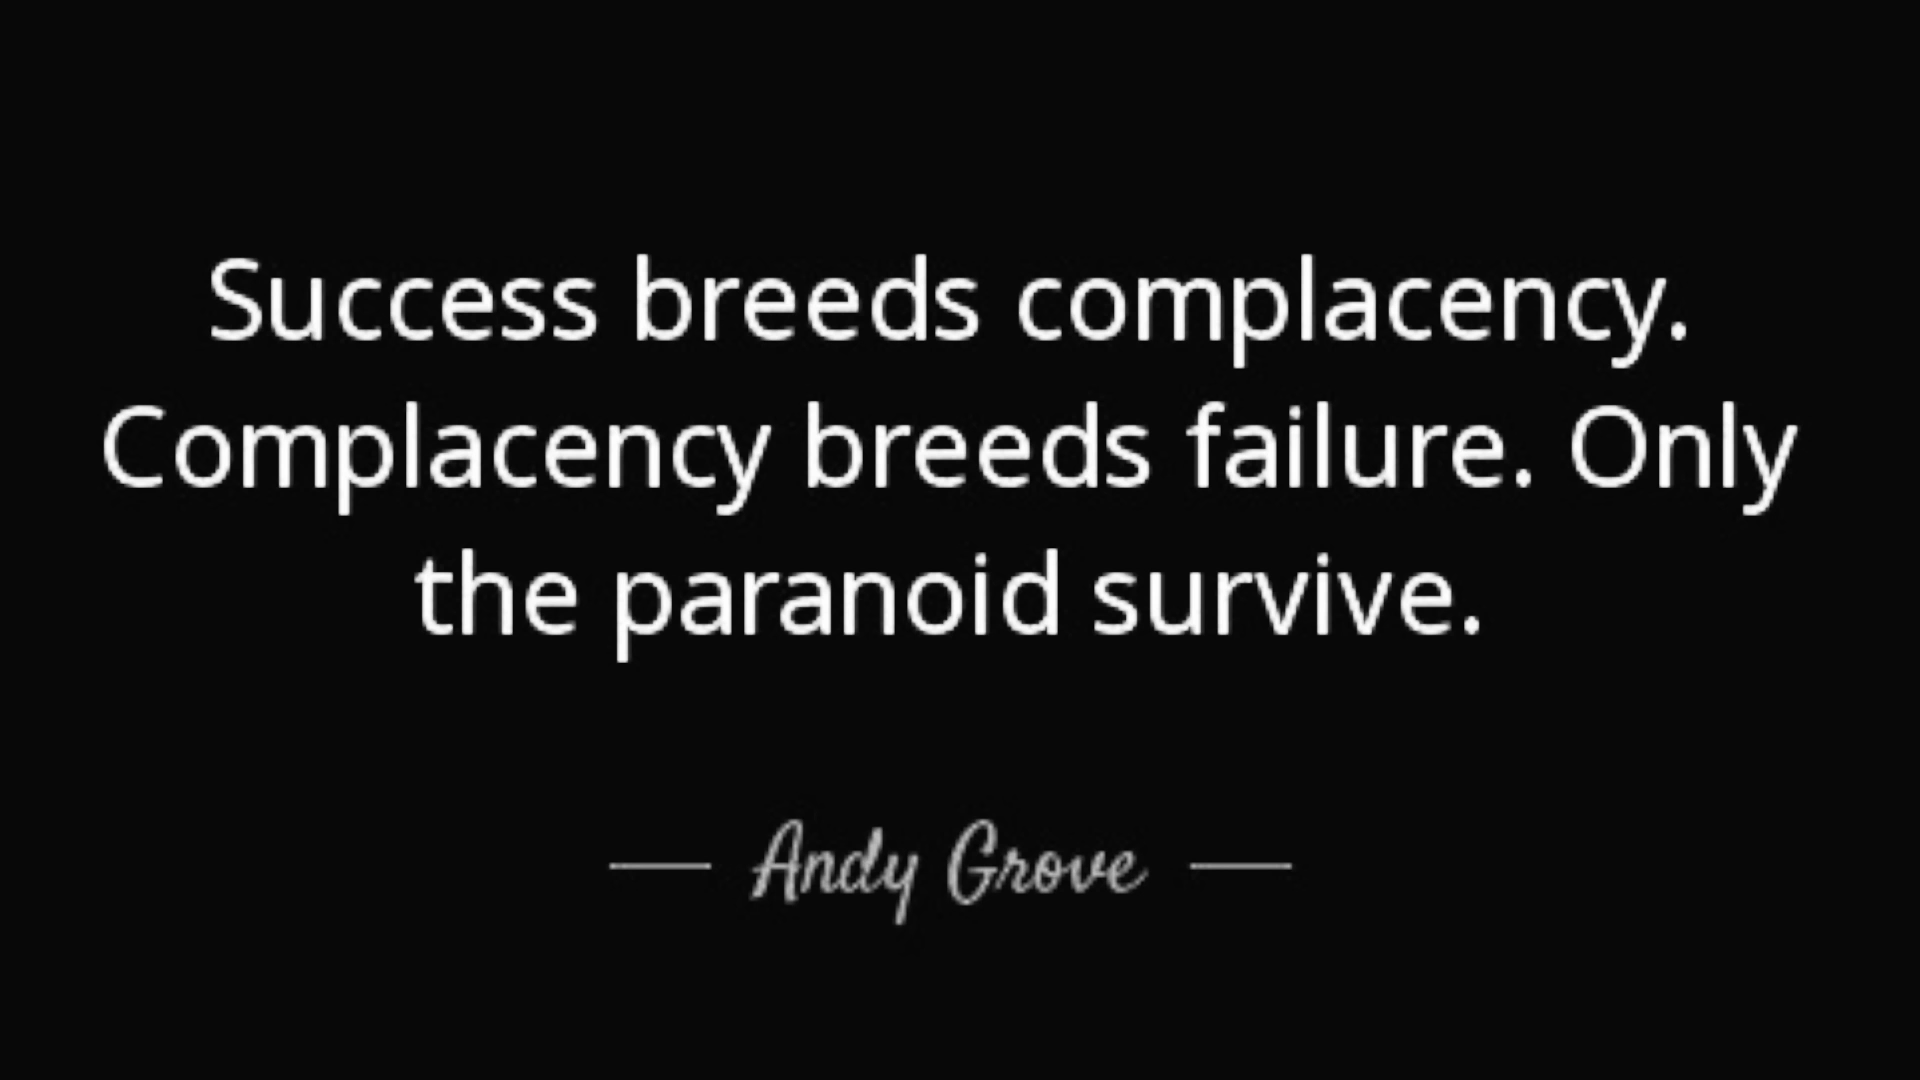 Success breeds complacency.
Complacency breeds failure. Only
the paranoid survive.
Andy Grove